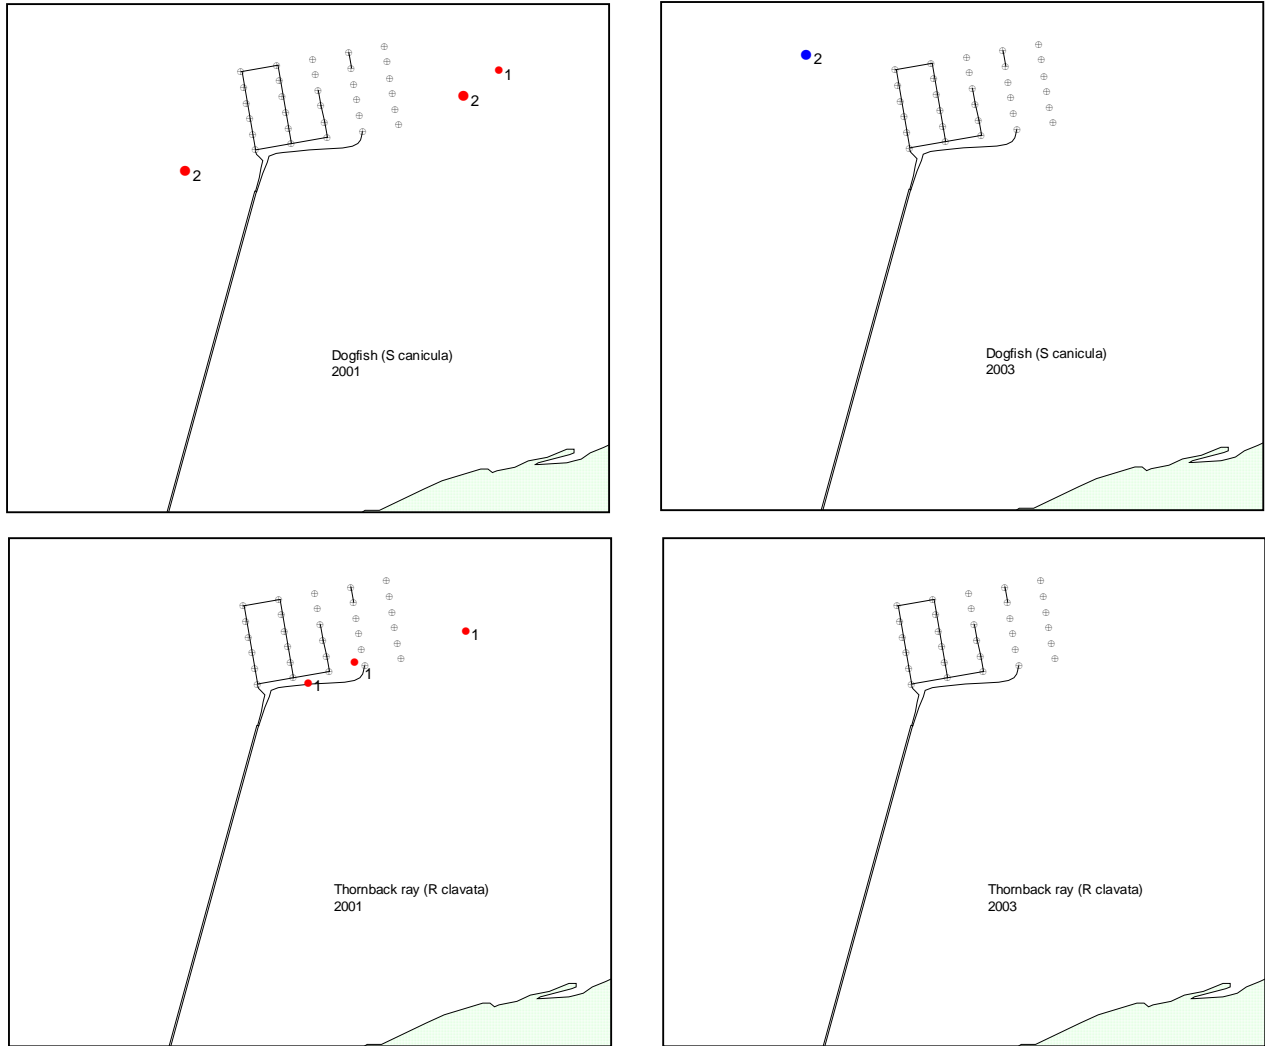 1
2
2
Dogfish (S canicula)
2001
2
Dogfish (S canicula)
2003
1
1
1
Thornback ray (R clavata)
2001
Thornback ray (R clavata)
2003